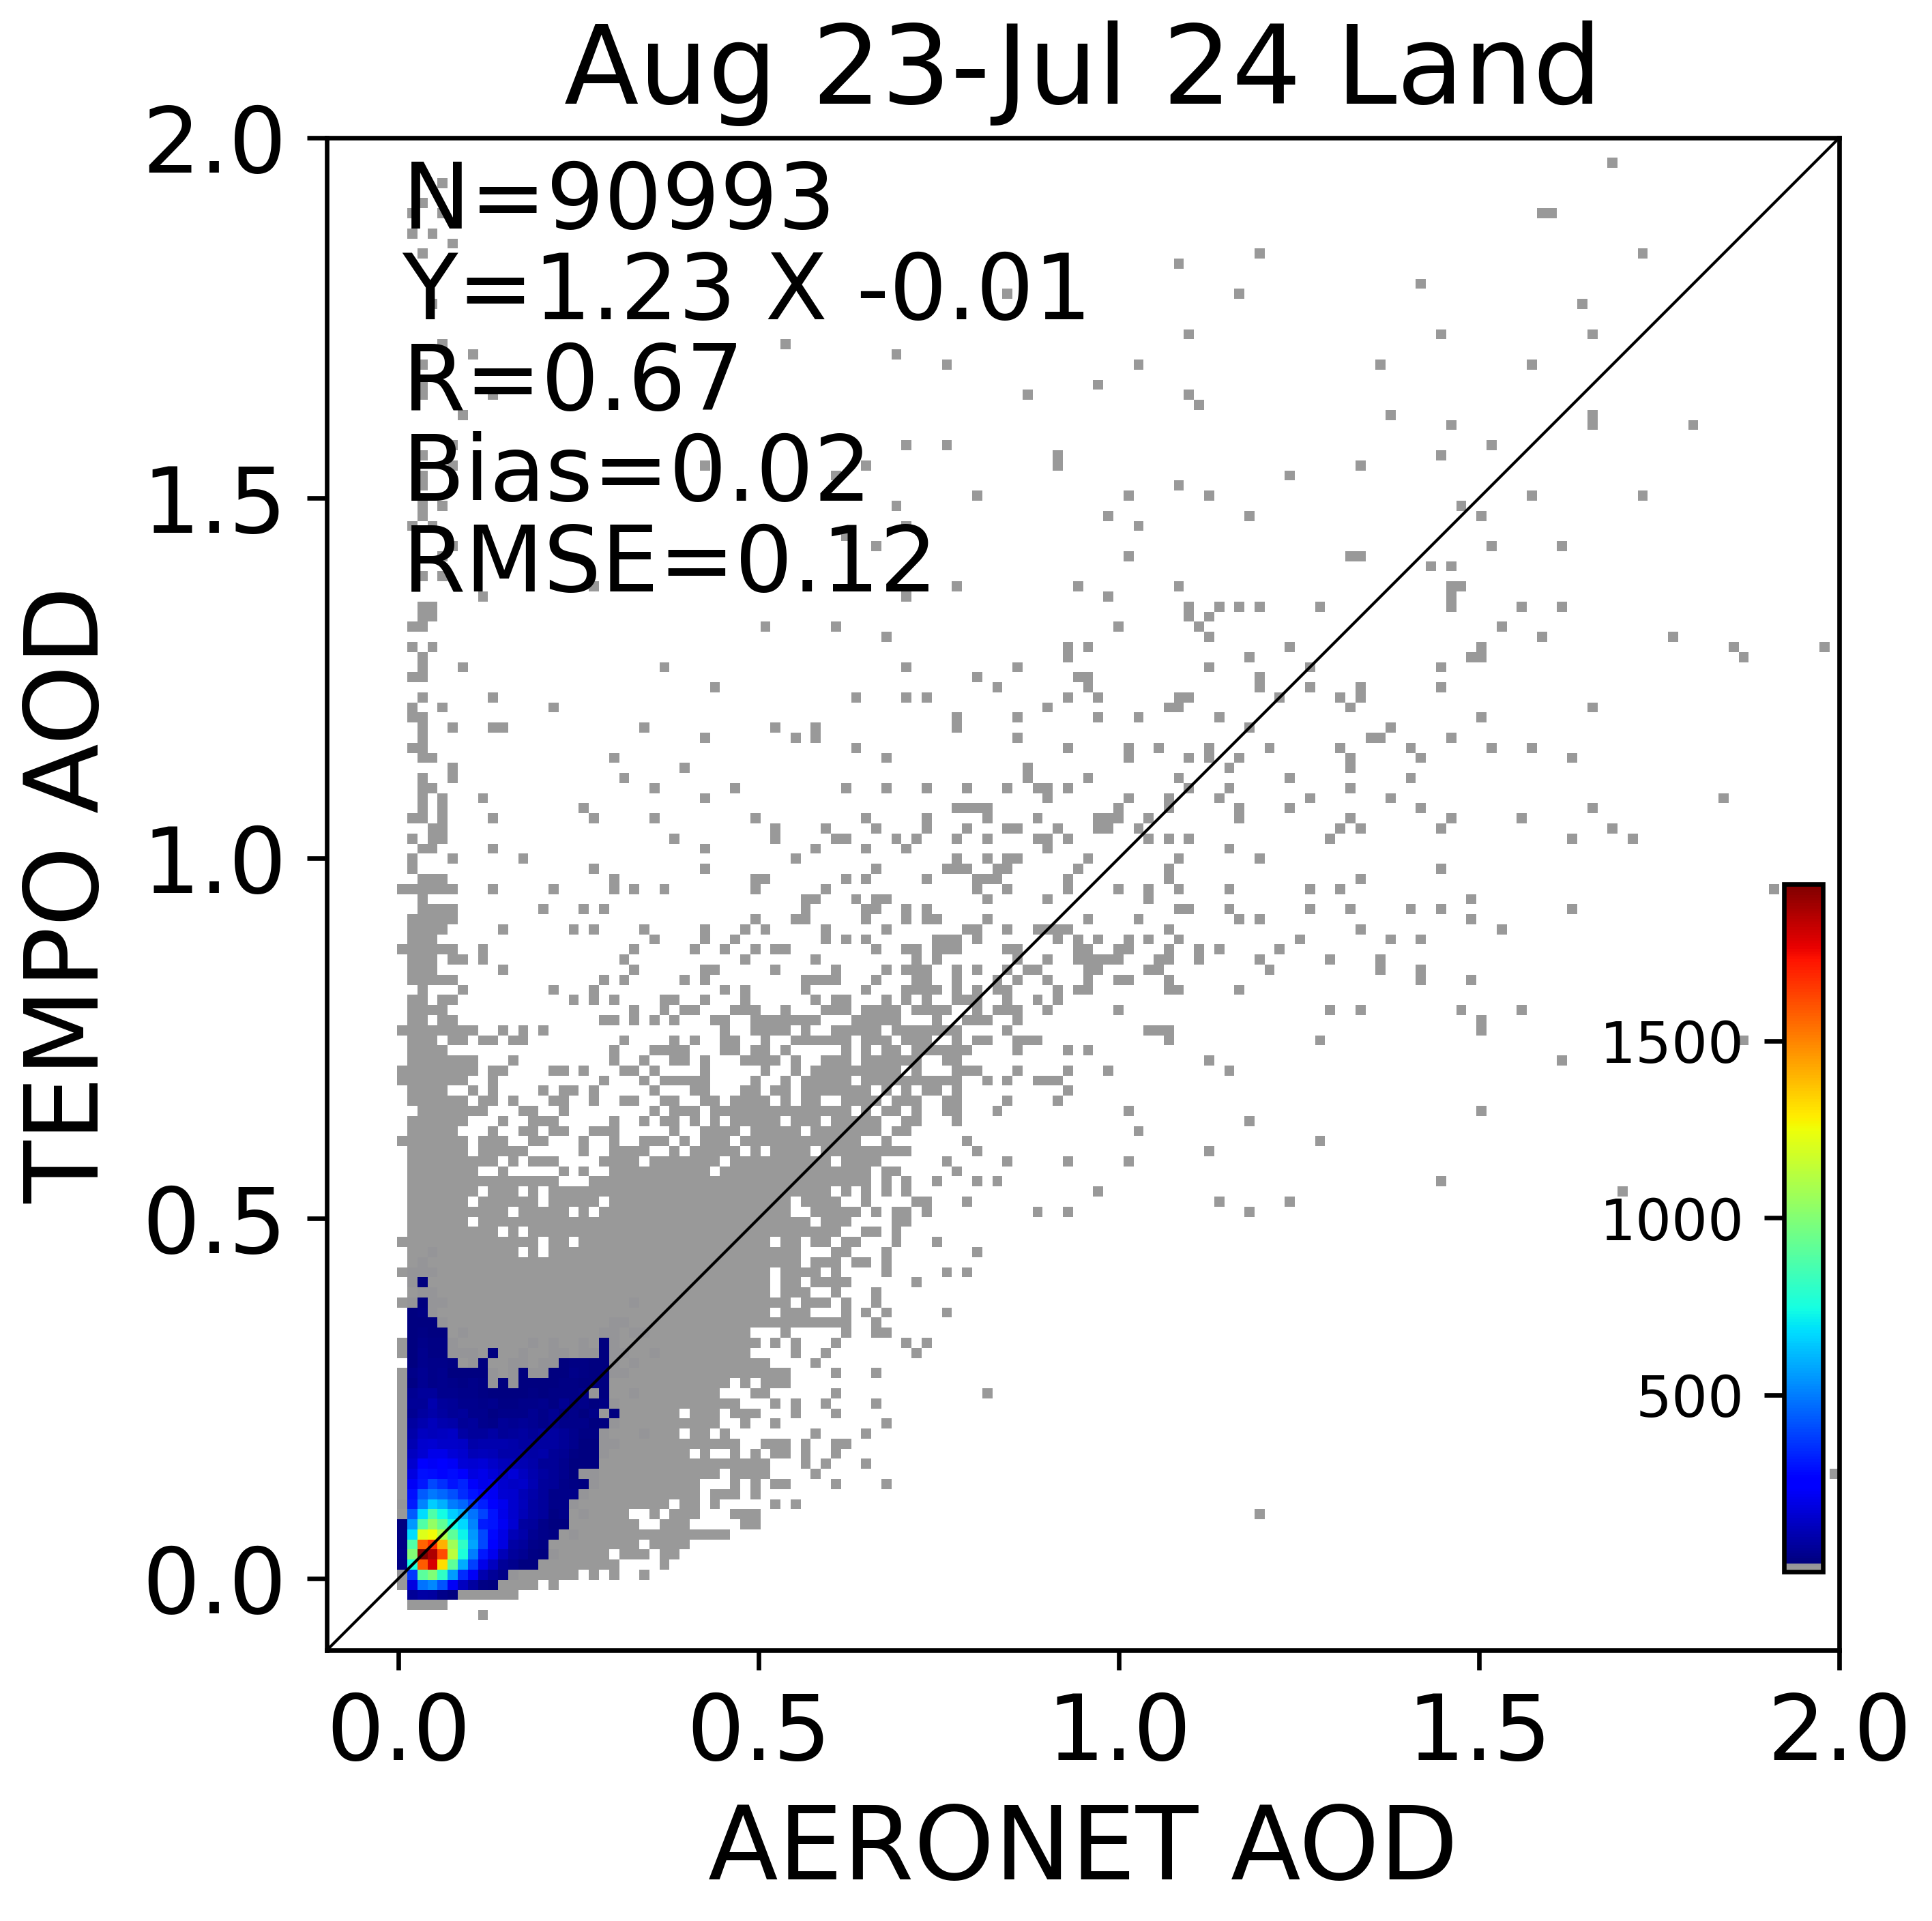 Aug 23-Jul 24 Land
N=90993
Y=1.23 X -0.01
R=0.67
Bias=0.02
RMSE=0.12
TEMPO AOD
2.0
1.5
1.0
0.5
0.0
1500
1000
500
0.0 0.5 1.0 1.5 2.0
AERONET AOD